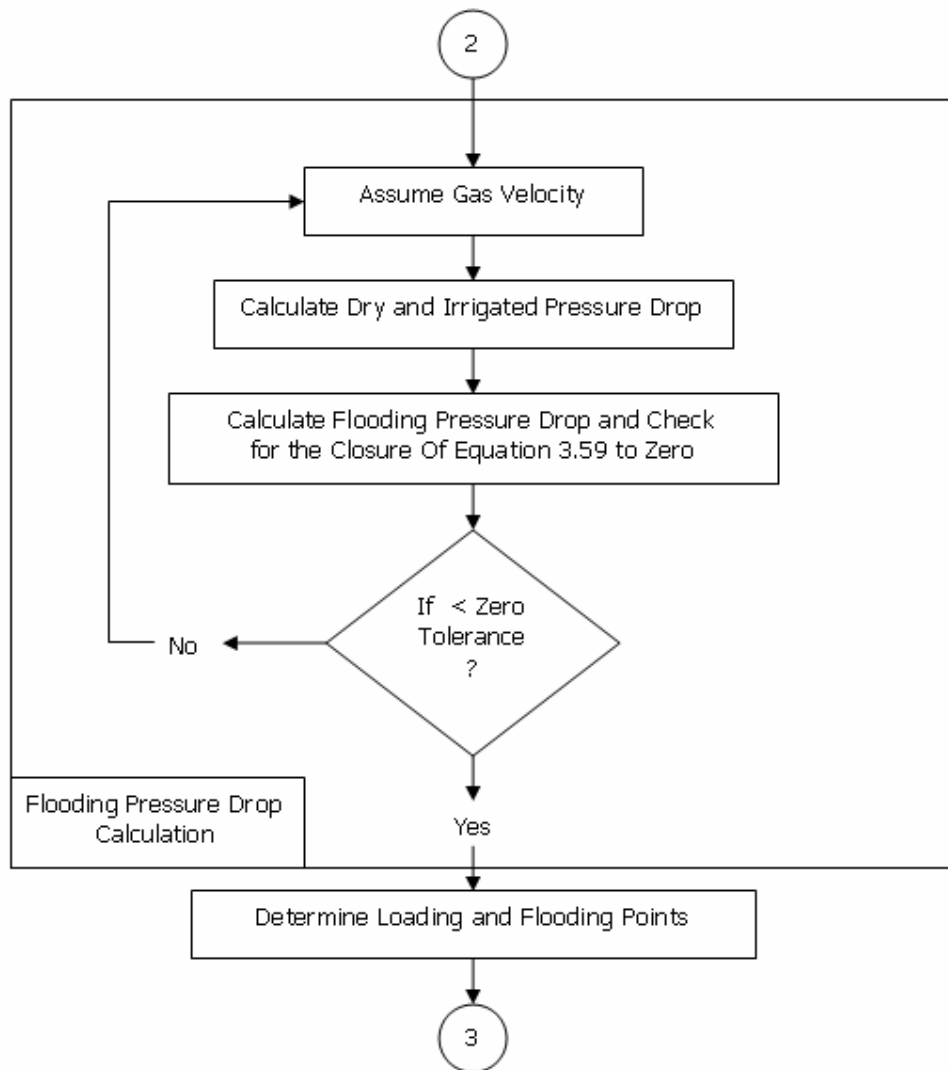 2
Assume Gas Velocity
Calculate Dry and Irrigated Pressure Drop
Calculate Flooding Pressure Drop and Check
for the Closure Of Equation 3.59 to Zero
If < Zero
Tolerance
?
No
Yes
Flooding Pressure Drop
Calculation
Determine Loading and Flooding Points
3